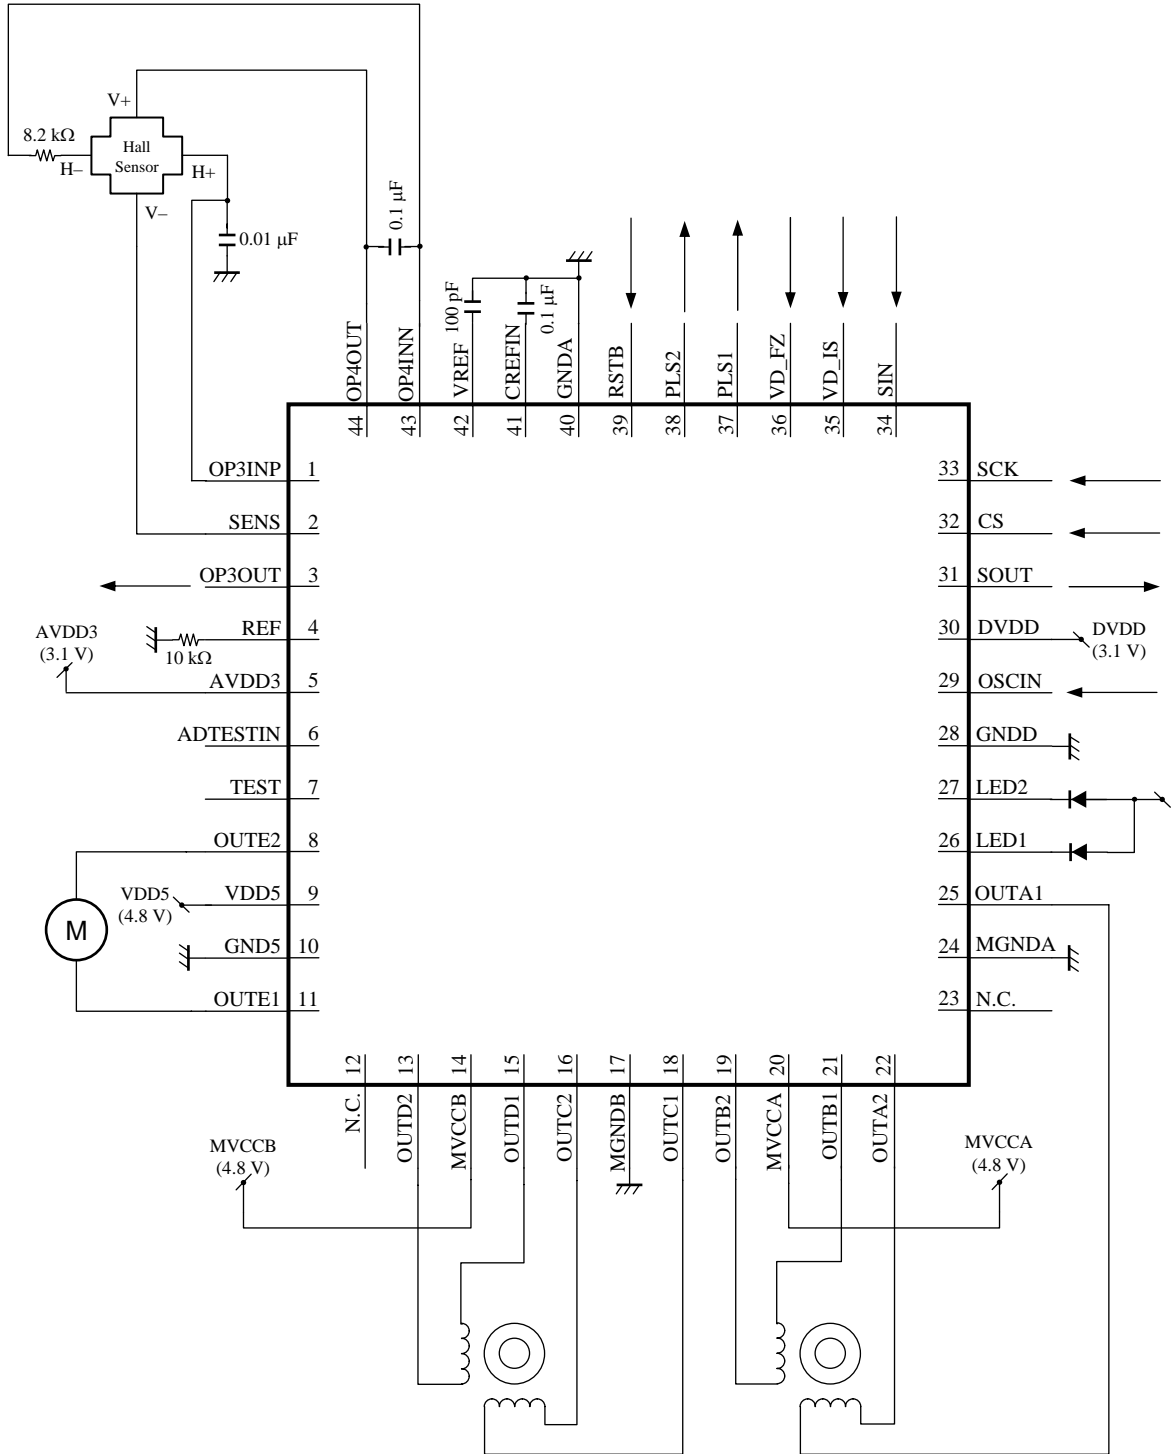 V+
8.2 kΩ
Hall
Sensor
H–
H+
V–
0.01 µF
0.1 µF
100 pF
0.1 µF
OP4OUT
OP4INN
VREF
CREFIN
GNDA
RSTB
PLS2
PLS1
VD_FZ
VD_IS
SIN
44
43
42
41
40
39
38
37
36
35
34
OP3INP 1
SENS 2
OP3OUT 3
REF 4
10 kΩ
AVDD3
(3.1 V)
AVDD3 5
ADTESTIN 6
TEST 7
OUTE2 8
VDD5
(4.8 V)
VDD5 9
M
GND5 10
OUTE1 11
33 SCK
32 CS
31 SOUT
30 DVDD
DVDD
(3.1 V)
29 OSCIN
28 GNDD
27 LED2
26 LED1
25 OUTA1
24 MGNDA
23 N.C.
12
13
14
15
16
17
18
19
20
21
22
N.C.
OUTD2
MVCCB
OUTD1
OUTC2
MGNDB
OUTC1
OUTB2
MVCCA
OUTB1
OUTA2
MVCCB
(4.8 V)
MVCCA
(4.8 V)